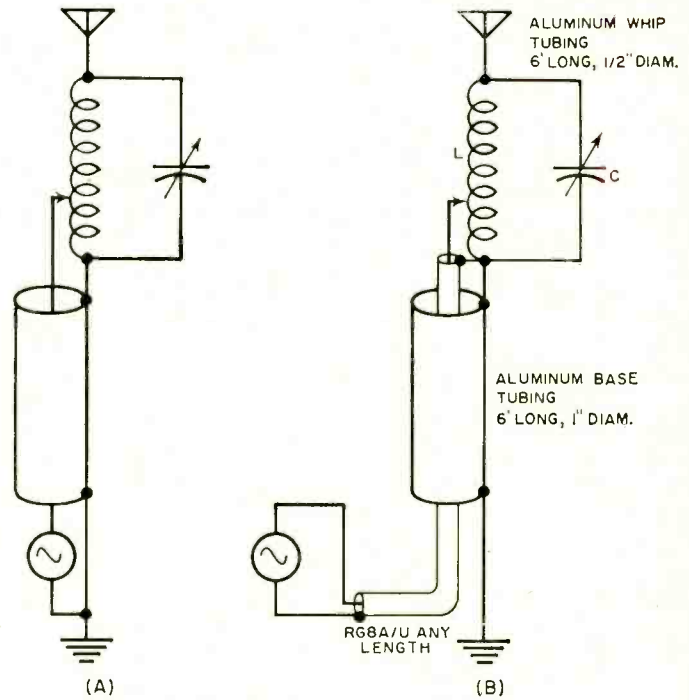 ALUMINUM WHIP
TUBING
6' LONG, 1/2" DIAM.
L
C
ALUMINUM BASE
TUBING
6' LONG, 1" DIAM.
RG8A/U ANY
LENGTH
(A)
(B)